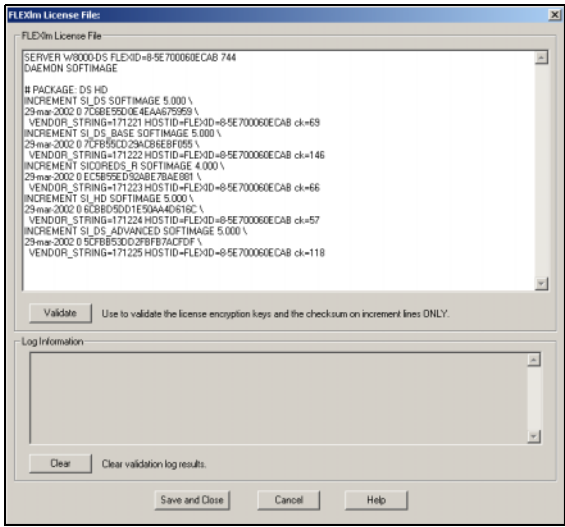 FLEXlm License File:
FLEXlm License File
SERVER W8000-DS FLEXID=8-5E700060ECAB 744
DAEMON SOFTIMAGE
# PACKAGE: DS HD
INCREMENT SI_DS SOFTIMAGE 5.000 \
29-mar-2002 0 7C6BE55D0E4EAA675959 \
VENDOR_STRING=171221 HOSTID=FLEXID=8-5E700060ECAB ck=69
INCREMENT SI_DS_BASE SOFTIMAGE 5.000 \
29-mar-2002 0 7CFB55CD29ACB6EBF055 \
VENDOR_STRING=171222 HOSTID=FLEXID=8-5E700060ECAB ck=146
INCREMENT SICOREDS_R SOFTIMAGE 4.000 \
29-mar-2002 0 EC5B55ED92ABE7BAE881 \
VENDOR_STRING=171223 HOSTID=FLEXID=8-5E700060ECAB ck=66
INCREMENT SI_HD SOFTIMAGE 5.000 \
29-mar-2002 0 6C8BD5DD1E50AA4D616C \
VENDOR_STRING=171224 HOSTID=FLEXID=8-5E700060ECAB ck=57
INCREMENT SI_DS_ADVANCED SOFTIMAGE 5.000 \
29-mar-2002 0 5CFBB53DD2FBFB7ACFDF \
VENDOR_STRING=171225 HOSTID=FLEXID=8-5E700060ECAB ck=118
Validate Use to validate the license encryption keys and the checksum on increment lines ONLY.
Log Information
Clear Clear validation log results.
Save and Close Cancel Help